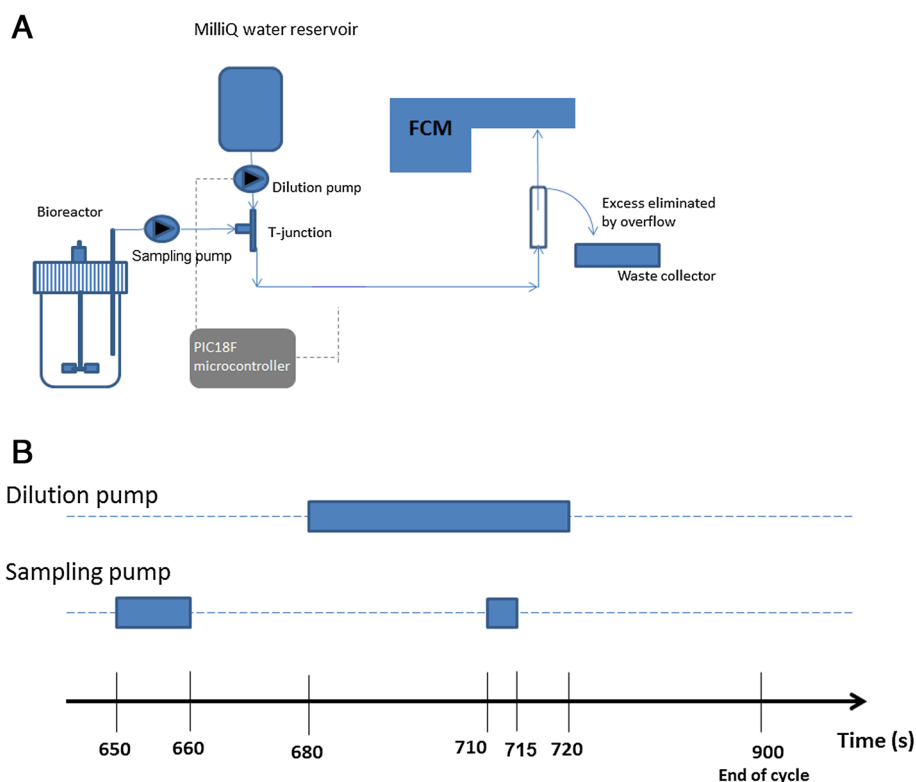 A
MilliQ water reservoir
FCM
Dilution pump
Bioreactor
Excess eliminated
by overflow
T-junction
Sampling pump
Waste collector
PIC18F
microcontroller
B
Dilution pump
Sampling pump
650 660 680 710 715 720 900
Time (s)
End of cycle